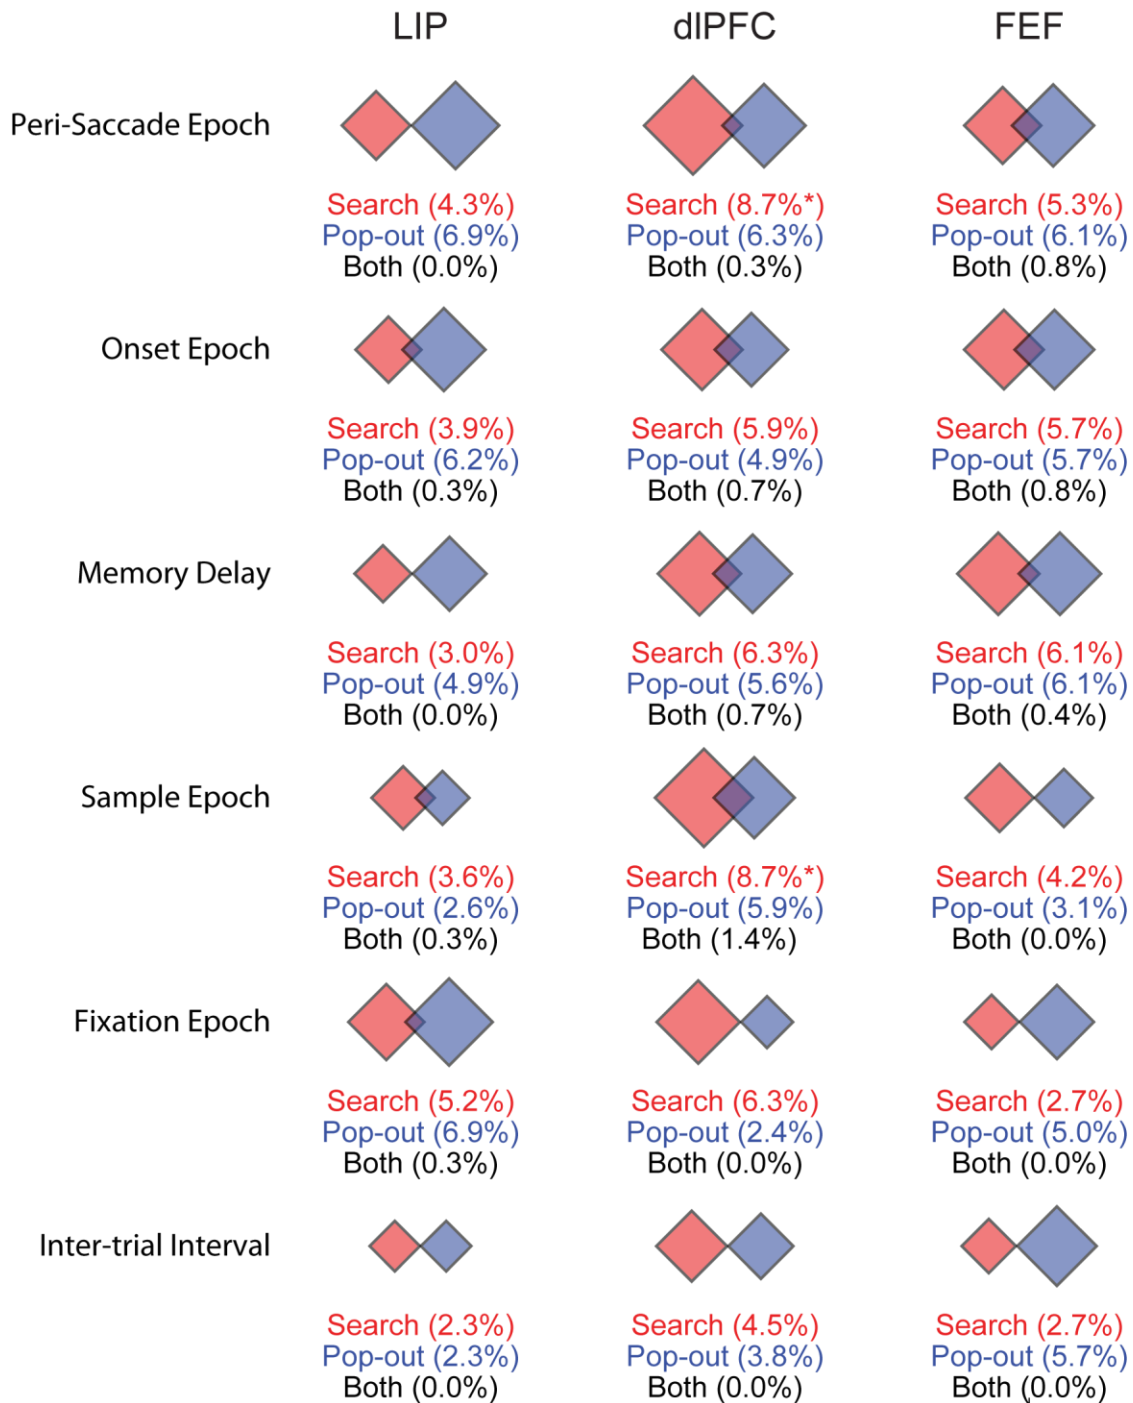 LIP dlPFC FEF
Peri-Saccade Epoch
Search (4.3%) Search (8.7%*) Search (5.3%)
Pop-out (6.9%) Pop-out (6.3%) Pop-out (6.1%)
Both (0.0%) Both (0.3%) Both (0.8%)
Onset Epoch
Search (3.9%) Search (5.9%) Search (5.7%)
Pop-out (6.2%) Pop-out (4.9%) Pop-out (5.7%)
Both (0.3%) Both (0.7%) Both (0.8%)
Memory Delay
Search (3.0%) Search (6.3%) Search (6.1%)
Pop-out (4.9%) Pop-out (5.6%) Pop-out (6.1%)
Both (0.0%) Both (0.7%) Both (0.4%)
Sample Epoch
Search (3.6%) Search (8.7%*) Search (4.2%)
Pop-out (2.6%) Pop-out (5.9%) Pop-out (3.1%)
Both (0.3%) Both (1.4%) Both (0.0%)
Fixation Epoch
Search (5.2%) Search (6.3%) Search (2.7%)
Pop-out (6.9%) Pop-out (2.4%) Pop-out (5.0%)
Both (0.3%) Both (0.0%) Both (0.0%)
Inter-trial Interval
Search (2.3%) Search (4.5%) Search (2.7%)
Pop-out (2.3%) Pop-out (3.8%) Pop-out (5.7%)
Both (0.0%) Both (0.0%) Both (0.0%)